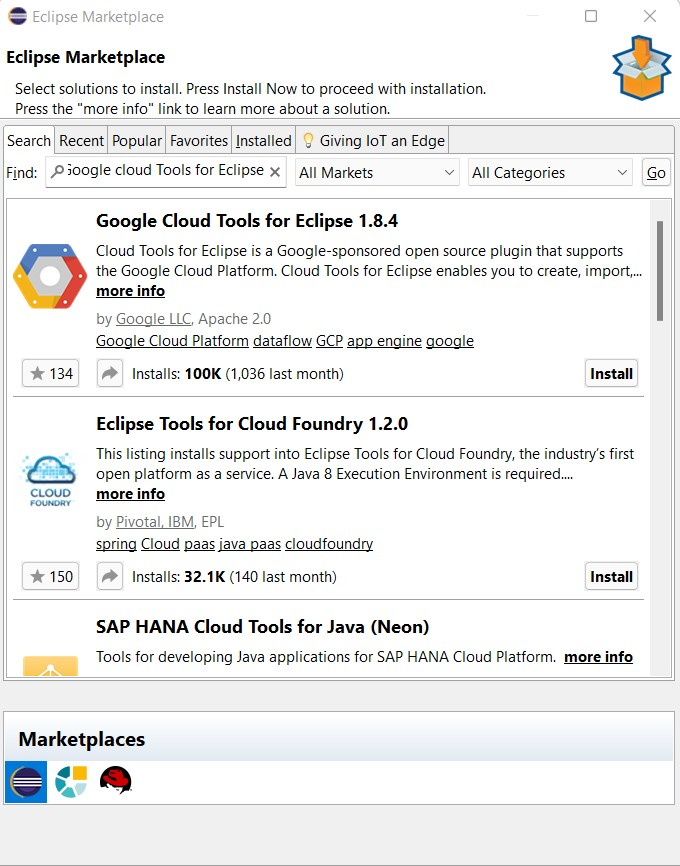 Eclipse Marketplace
Eclipse Marketplace
Select solutions to install. Press Install Now to proceed with installation.
Press the "more info" link to learn more about a solution.
Search Recent Popular Favorites Installed Giving IoT an Edge
Find: Google cloud Tools for Eclipse All Markets All Categories Go
Google Cloud Tools for Eclipse 1.8.4
Cloud Tools for Eclipse is a Google-sponsored open source plugin that supports
the Google Cloud Platform. Cloud Tools for Eclipse enables you to create, import,...
more info
by Google LLC, Apache 2.0
Google Cloud Platform dataflow GCP app engine google
134 Installs: 100K (1,036 last month) Install
Eclipse Tools for Cloud Foundry 1.2.0
This listing installs support into Eclipse Tools for Cloud Foundry, the industry’s first
open platform as a service. A Java 8 Execution Environment is required....
CLOUD
FOUNDRY
more info
by Pivotal, IBM, EPL
spring Cloud paas java paas cloudfoundry
150 Installs: 32.1K (140 last month) Install
SAP HANA Cloud Tools for Java (Neon)
Tools for developing Java applications for SAP HANA Cloud Platform. more info
Marketplaces